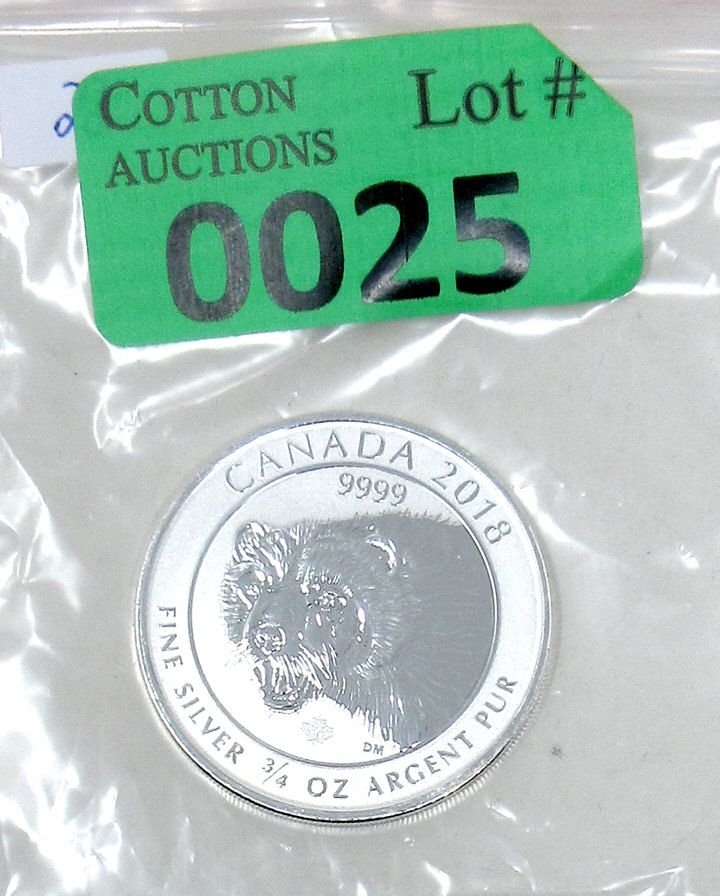 COTTON
AUCTIONS
Lot #
0025
CANADA 2018
9999
DM
FINE SILVER 3/4 OZ ARGENT PUR